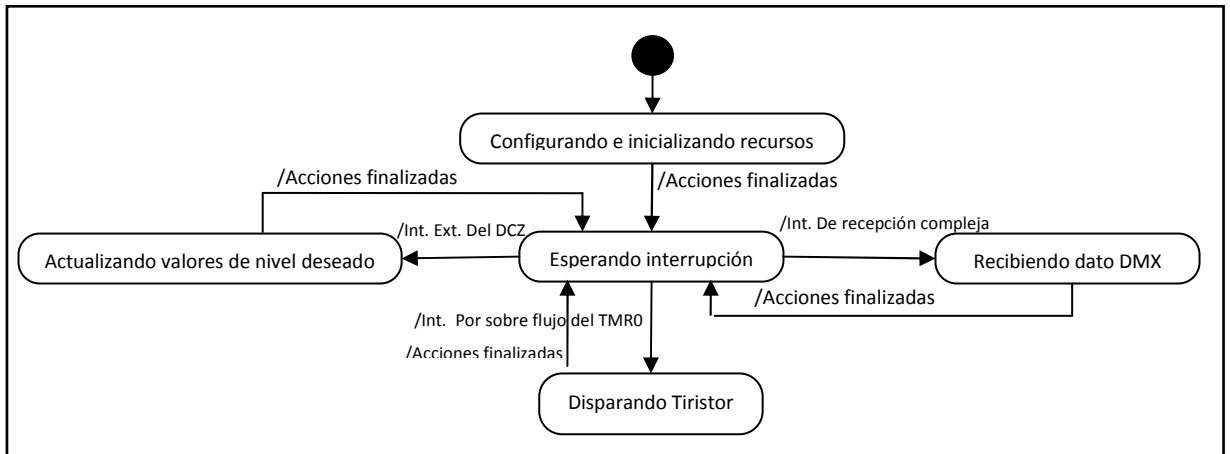 Configurando e inicializando recursos
/Acciones finalizadas
/Acciones finalizadas
/Int. Ext. Del DCZ
/Int. De recepción compleja
Actualizando valores de nivel deseado
Esperando interrupción
Recibiendo dato DMX
/Acciones finalizadas
/Int. Por sobre flujo del TMR0
/Acciones finalizadas
Disparando Tiristor